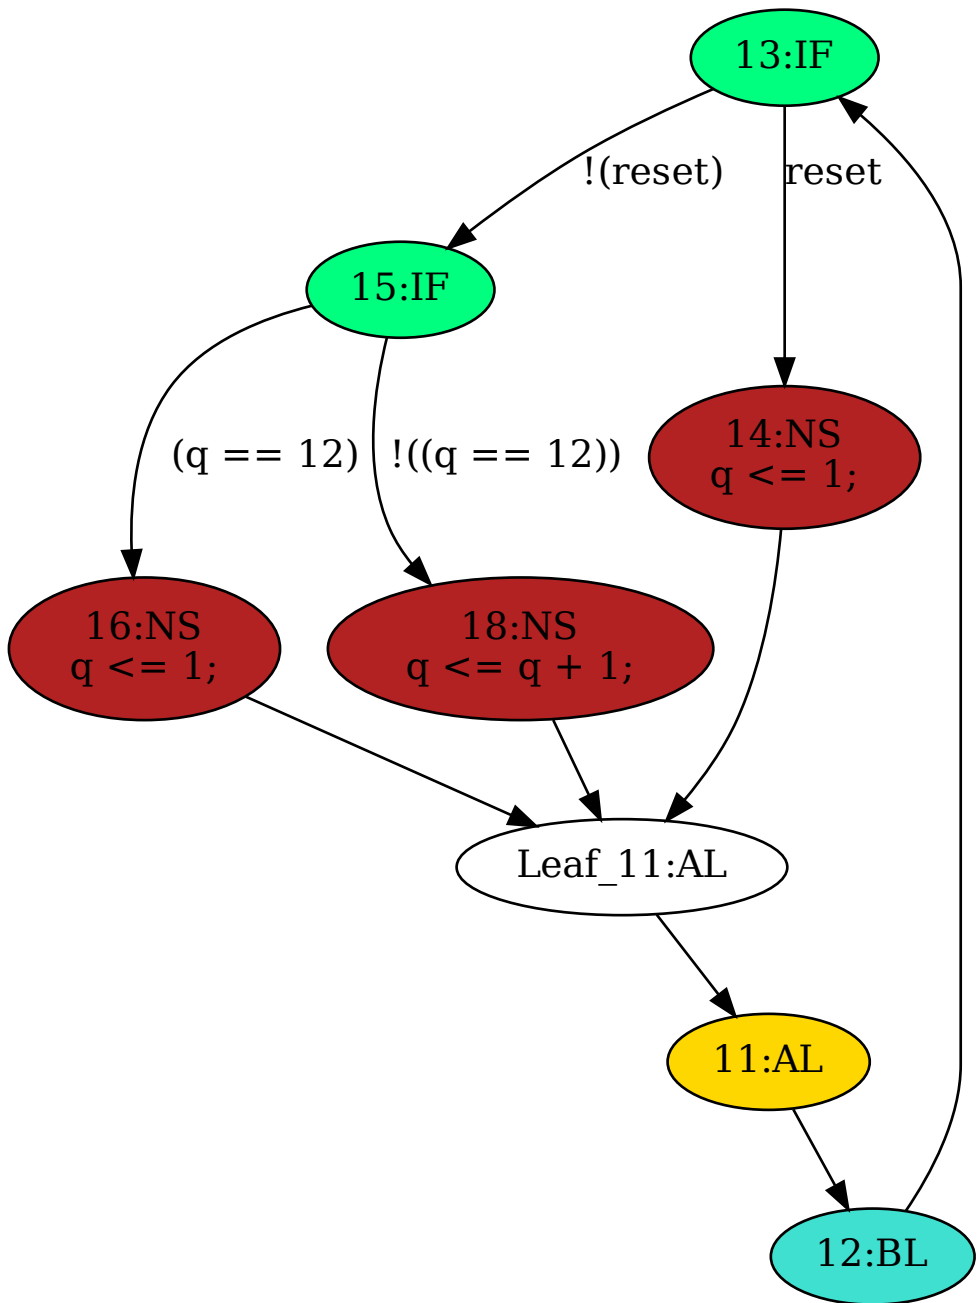 13:IF
!(reset)
reset
15:IF
(q == 12)
!((q == 12))
14:NS
q <= 1;
16:NS
q <= 1;
18:NS
q <= q + 1;
Leaf_11:AL
11:AL
12:BL